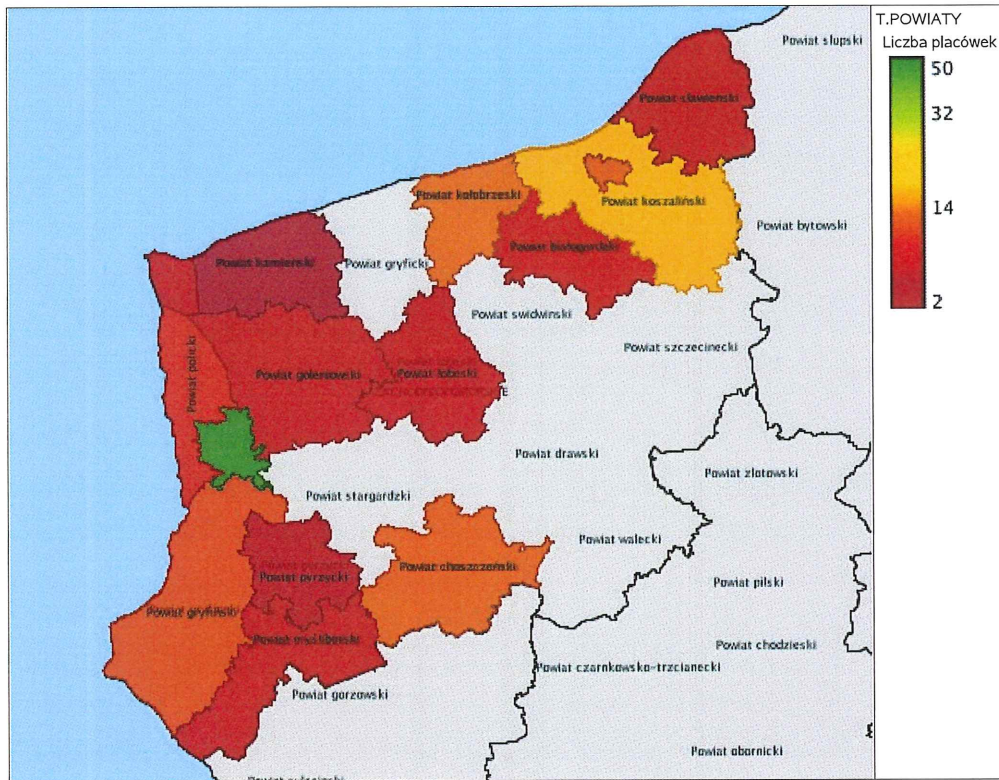 T.POWIATY
Liczba placówek
50
32
14
2
Powiat słupski
Powiat sławieński
Powiat kołobrzeski
Powiat koszaliński
Powiat bytowski
Powiat białogardzki
Powiat kamieński
Powiat gryficki
Powiat swidwinski
Powiat szczecinecki
Powiat policki
Powiat goleniowski
Powiat łobeski
Powiat drawski
Powiat złotowski
Powiat stargardzki
Powiat wałecki
Powiat choszczeński
Powiat pyrzycki
Powiat pilski
Powiat gryfiński
Powiat myśliborski
Powiat chodzieski
Powiat czarnkowsko-trzcianecki
Powiat gorzowski
Powiat obornicki